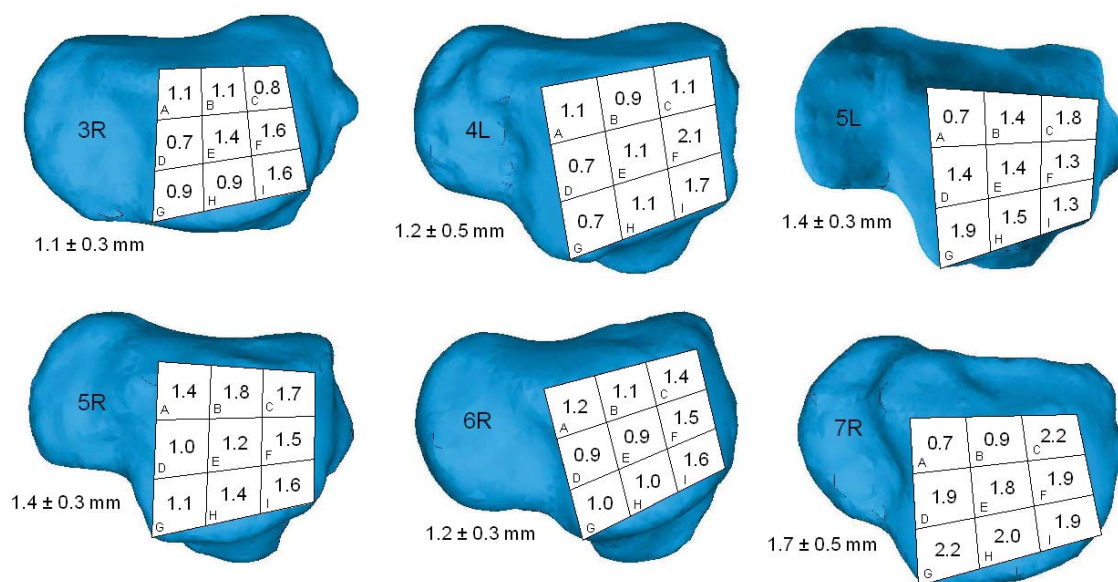 3R
1.1 1.1 0.8
A B C
0.7 1.4 1.6
D E F
0.9 0.9 1.6
G H I
1.1 ± 0.3 mm
4L
1.1 0.9 1.1
A B C
0.7 1.1 2.1
D E F
0.7 1.1 1.7
G H I
1.2 ± 0.5 mm
5L
0.7 1.4 1.8
A B C
1.4 1.4 1.3
D E F
1.9 1.5 1.3
G H I
1.4 ± 0.3 mm
5R
1.4 1.8 1.7
A B C
1.0 1.2 1.5
D E F
1.1 1.4 1.6
G H I
1.4 ± 0.3 mm
6R
1.2 1.1 1.4
A B C
0.9 0.9 1.5
D E F
1.0 1.0 1.6
G H I
1.2 ± 0.3 mm
7R
0.7 0.9 2.2
A B C
1.9 1.8 1.9
D E F
2.2 2.0 1.9
G H I
1.7 ± 0.5 mm